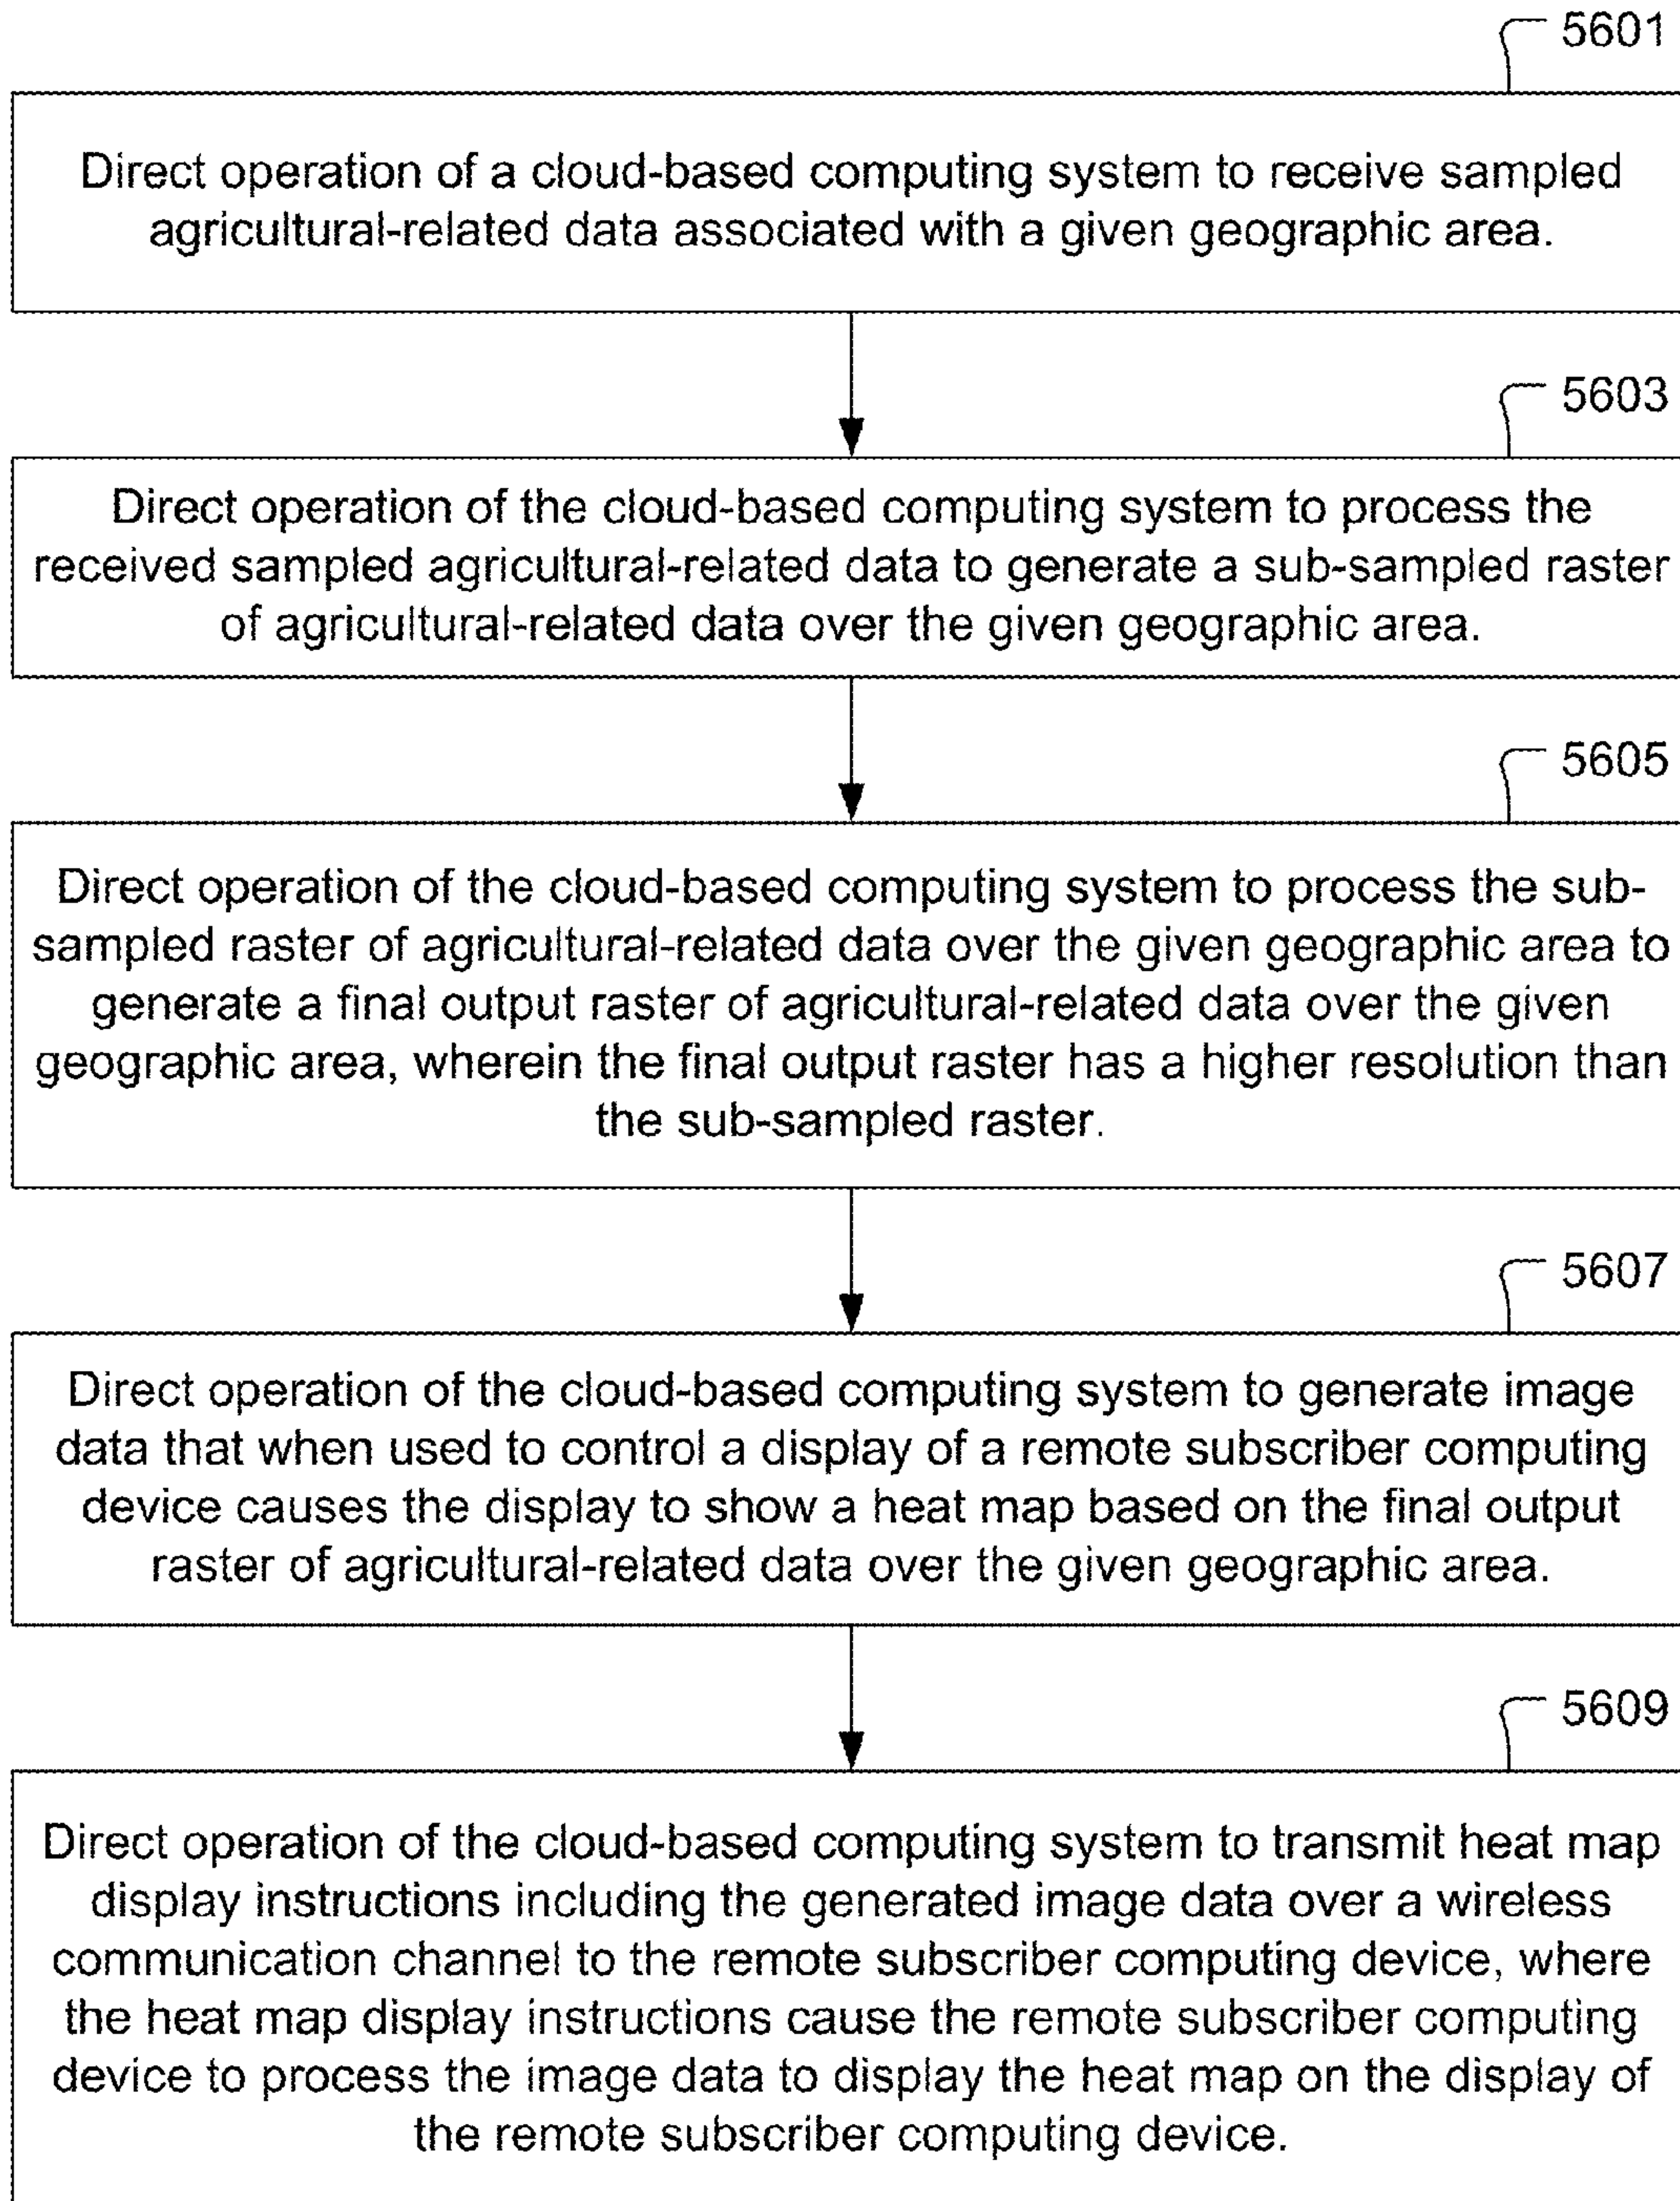 5601
Direct operation of a cloud-based computing system to receive sampled
agricultural-related data associated with a given geographic area.
5603
Direct operation of the cloud-based computing system to process the
received sampled agricultural-related data to generate a sub-sampled raster
of agricultural-related data over the given geographic area.
5605
Direct operation of the cloud-based computing system to process the sub-
sampled raster of agricultural-related data over the given geographic area to
generate a final output raster of agricultural-related data over the given
geographic area, wherein the final output raster has a higher resolution than
the sub-sampled raster.
5607
Direct operation of the cloud-based computing system to generate image
data that when used to control a display of a remote subscriber computing
device causes the display to show a heat map based on the final output
raster of agricultural-related data over the given geographic area.
5609
Direct operation of the cloud-based computing system to transmit heat map
display instructions including the generated image data over a wireless
communication channel to the remote subscriber computing device, where
the heat map display instructions cause the remote subscriber computing
device to process the image data to display the heat map on the display of
the remote subscriber computing device.